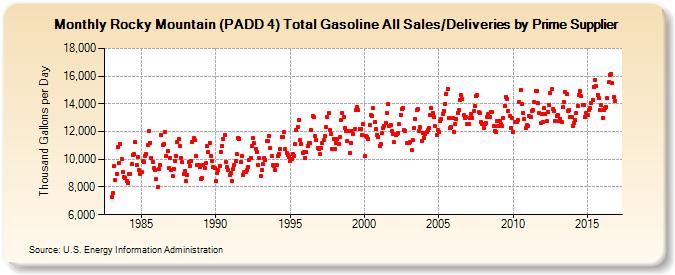 Monthly Rocky Mountain (PADD 4) Total Gasoline All Sales/Deliveries by Prime Supplier
Thousand Gallons per Day
18,000
16,000
14,000
12,000
10,000
8,000
6,000
1985 1990 1995 2000 2005 2010 2015
Source: U.S. Energy Information Administration